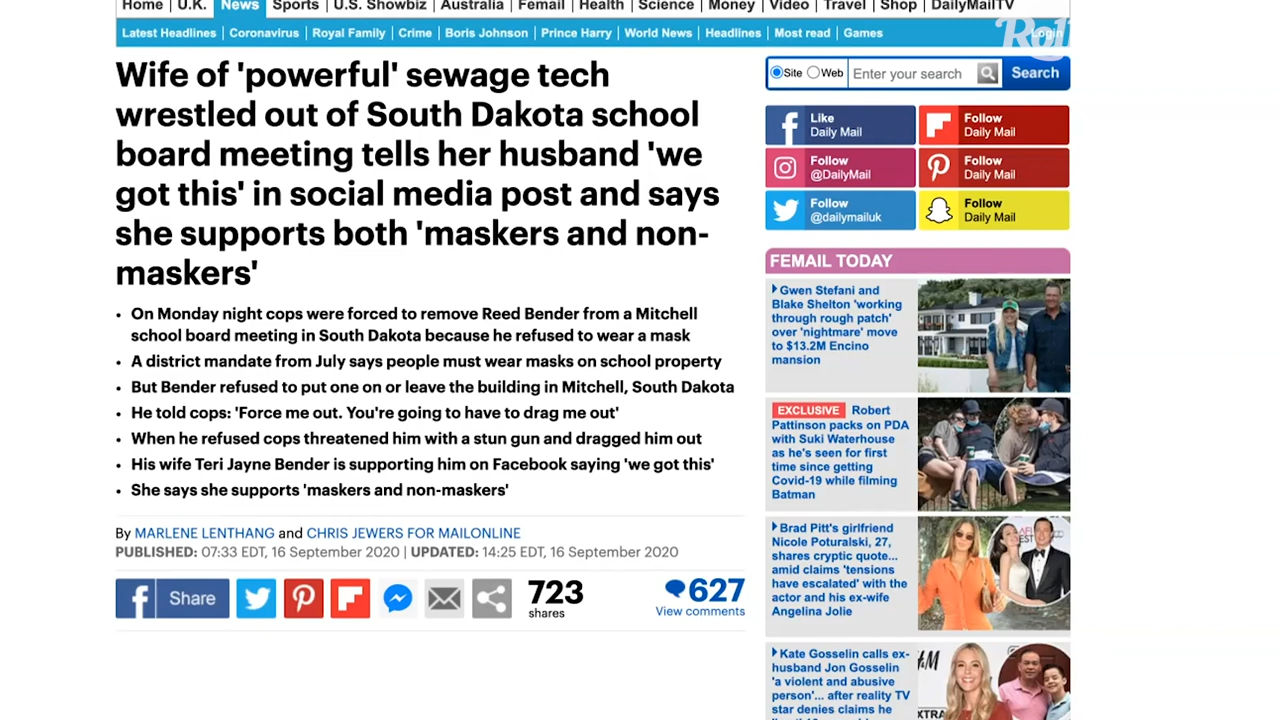 Home U.K. News Sports U.S. Showbiz Australia Femail Health Science Money Video Travel Shop DailyMailTV
Latest Headlines Coronavirus Royal Family Crime Boris Johnson Prince Harry World News Headlines Most read Games Login
Wife of 'powerful' sewage tech
wrestled out of South Dakota school
board meeting tells her husband 'we
got this' in social media post and says
she supports both 'maskers and non-
maskers'
• On Monday night cops were forced to remove Reed Bender from a Mitchell
school board meeting in South Dakota because he refused to wear a mask
• A district mandate from July says people must wear masks on school property
• But Bender refused to put one on or leave the building in Mitchell, South Dakota
• He told cops: 'Force me out. You're going to have to drag me out'
• When he refused cops threatened him with a stun gun and dragged him out
• His wife Teri Jayne Bender is supporting him on Facebook saying 'we got this'
• She says she supports 'maskers and non-maskers'
By MARLENE LENTHANG and CHRIS JEWERS FOR MAILONLINE
PUBLISHED: 07:33 EDT, 16 September 2020 | UPDATED: 14:25 EDT, 16 September 2020
Share
723
shares
627
View comments
Site Web Enter your search Search
Like
Daily Mail
Follow
Daily Mail
Follow
@DailyMail
Follow
Daily Mail
Follow
@dailymailuk
Follow
Daily Mail
FEMAIL TODAY
Gwen Stefani and
Blake Shelton 'working
through rough patch'
over 'nightmare' move
to $13.2M Encino
mansion
EXCLUSIVE Robert
Pattinson packs on PDA
with Suki Waterhouse
as he's seen for first
time since getting
Covid-19 while filming
Batman
Brad Pitt's girlfriend
Nicole Poturalski, 27,
shares cryptic quote...
amid claims 'tensions
have escalated' with the
actor and his ex-wife
Angelina Jolie
Kate Gosselin calls ex-
husband Jon Gosselin
'a violent and abusive
person'... after reality TV
star denies claims he